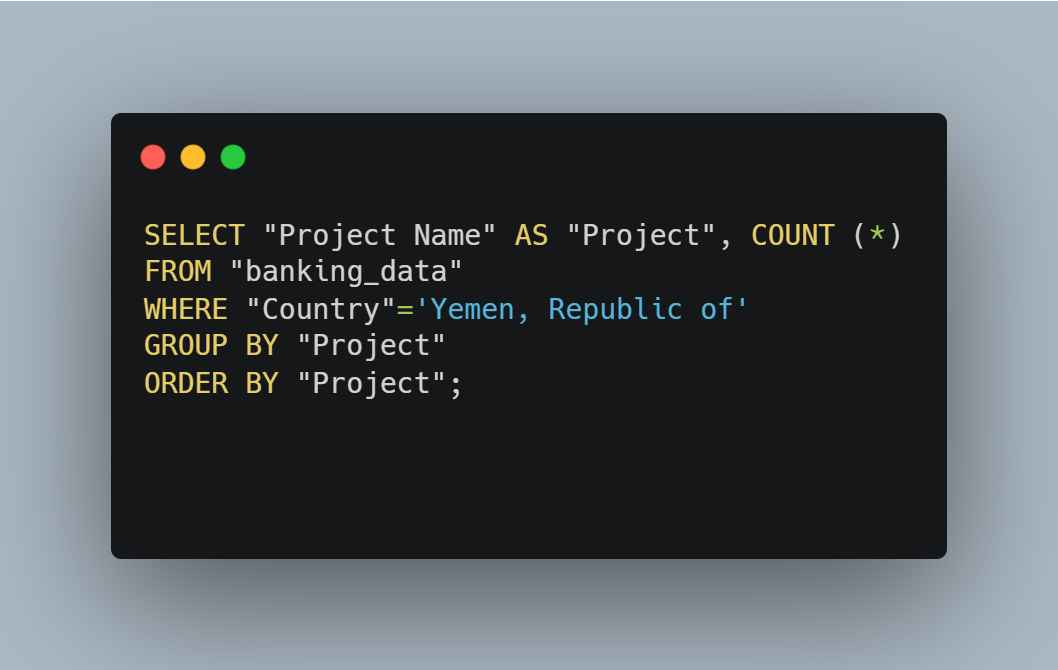 SELECT "Project Name" AS "Project", COUNT (*)
FROM "banking_data"
WHERE "Country"='Yemen, Republic of'
GROUP BY "Project"
ORDER BY "Project";